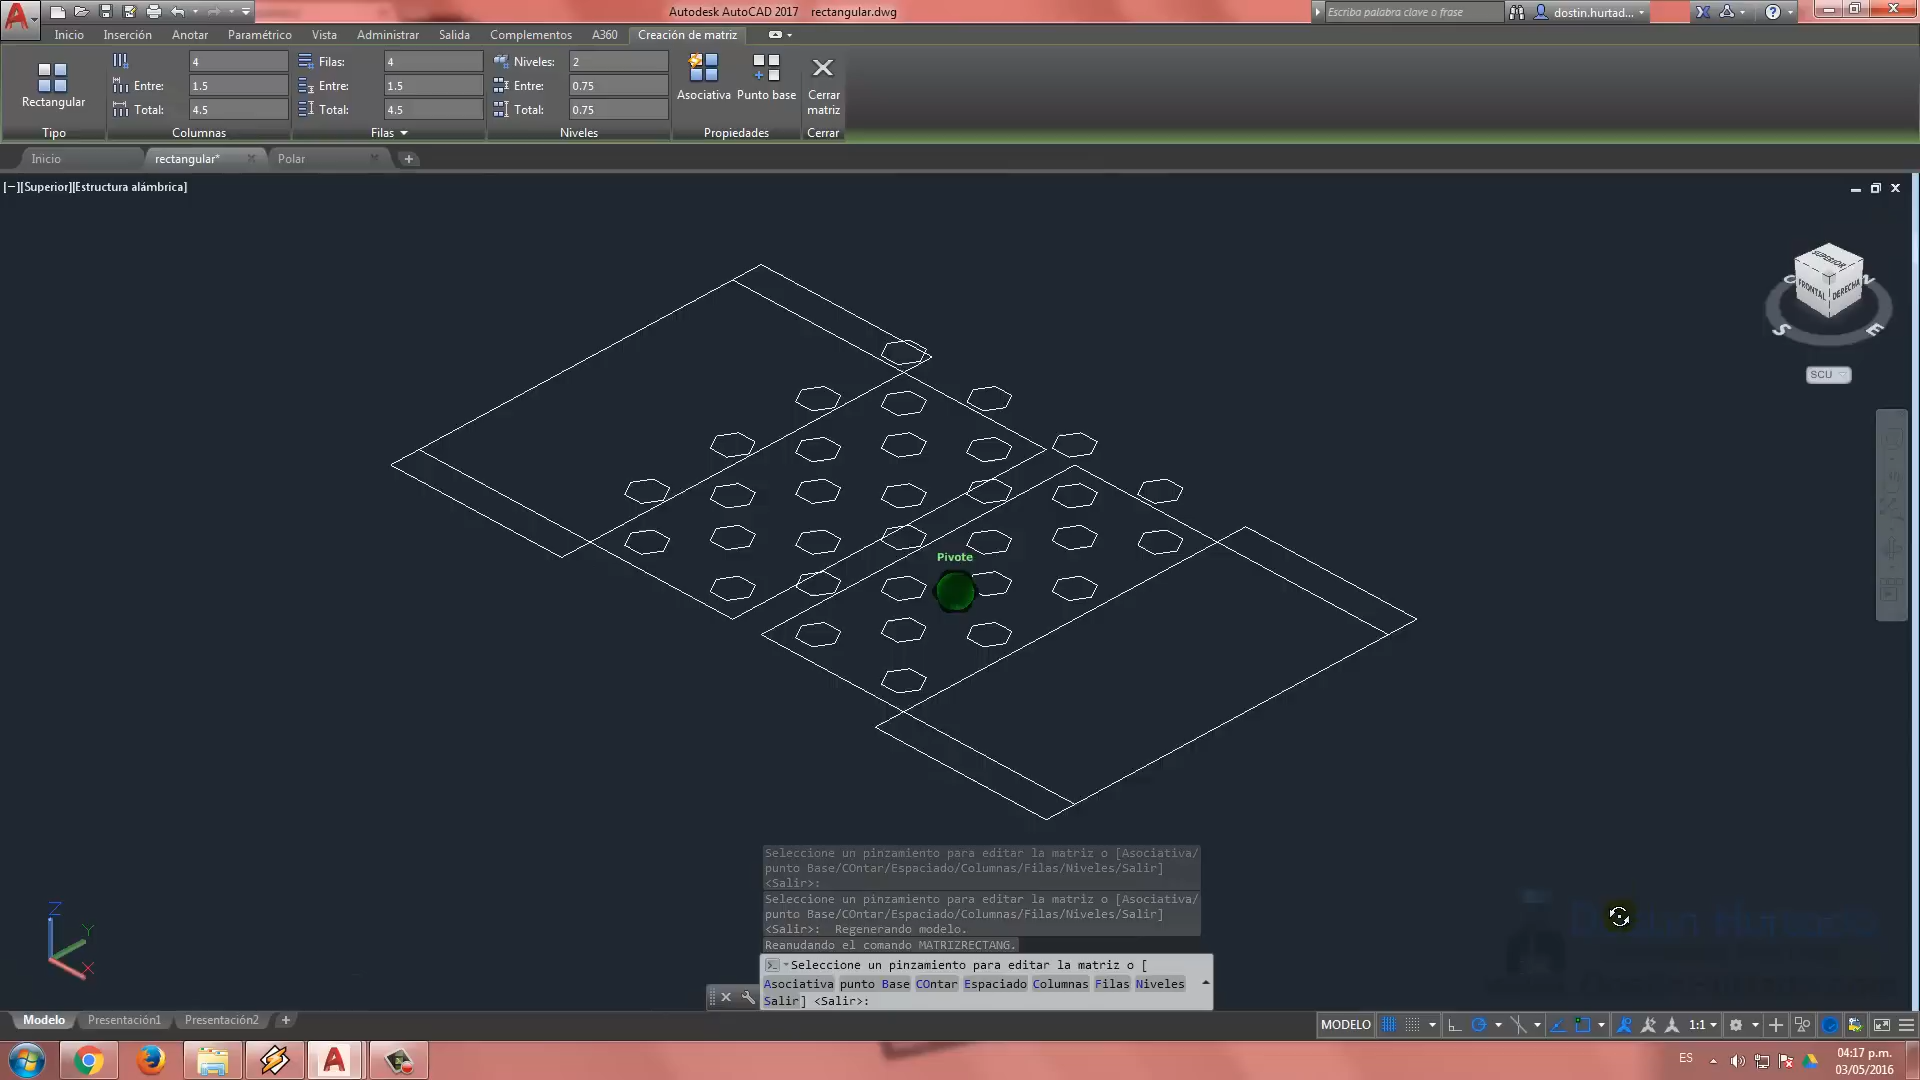 Autodesk AutoCAD 2017 rectangular.dwg
Escriba palabra clave o frase
dostin.hurtad...
Inicio Inserción Anotar Paramétrico Vista Administrar Salida Complementos A360 Creación de matriz
4 Filas: 4 Niveles: 2
Entre: 1.5 Entre: 1.5 Entre: 0.75
Total: 4.5 Total: 4.5 Total: 0.75
Rectangular
Asociativa Punto base Cerrar matriz
Tipo Columnas Filas Niveles Propiedades Cerrar
Inicio rectangular* Polar
[−][Superior][Estructura alámbrica]
SUPERIOR
FRONTAL DERECHA
O N
S E
SCU
Pivote
Seleccione un pinzamiento para editar la matriz o [Asociativa/
punto Base/COntar/Espaciado/Columnas/Filas/Niveles/Salir]
<Salir>:
Seleccione un pinzamiento para editar la matriz o [Asociativa/
punto Base/COntar/Espaciado/Columnas/Filas/Niveles/Salir]
<Salir>: Regenerando modelo.
Reanudando el comando MATRIZRECTANG.
Seleccione un pinzamiento para editar la matriz o [
Asociativa punto Base COntar Espaciado Columnas Filas Niveles
Salir] <Salir>:
Z
Y
X
Modelo Presentación1 Presentación2
MODELO 1:1
ES 04:17 p.m.
03/05/2016